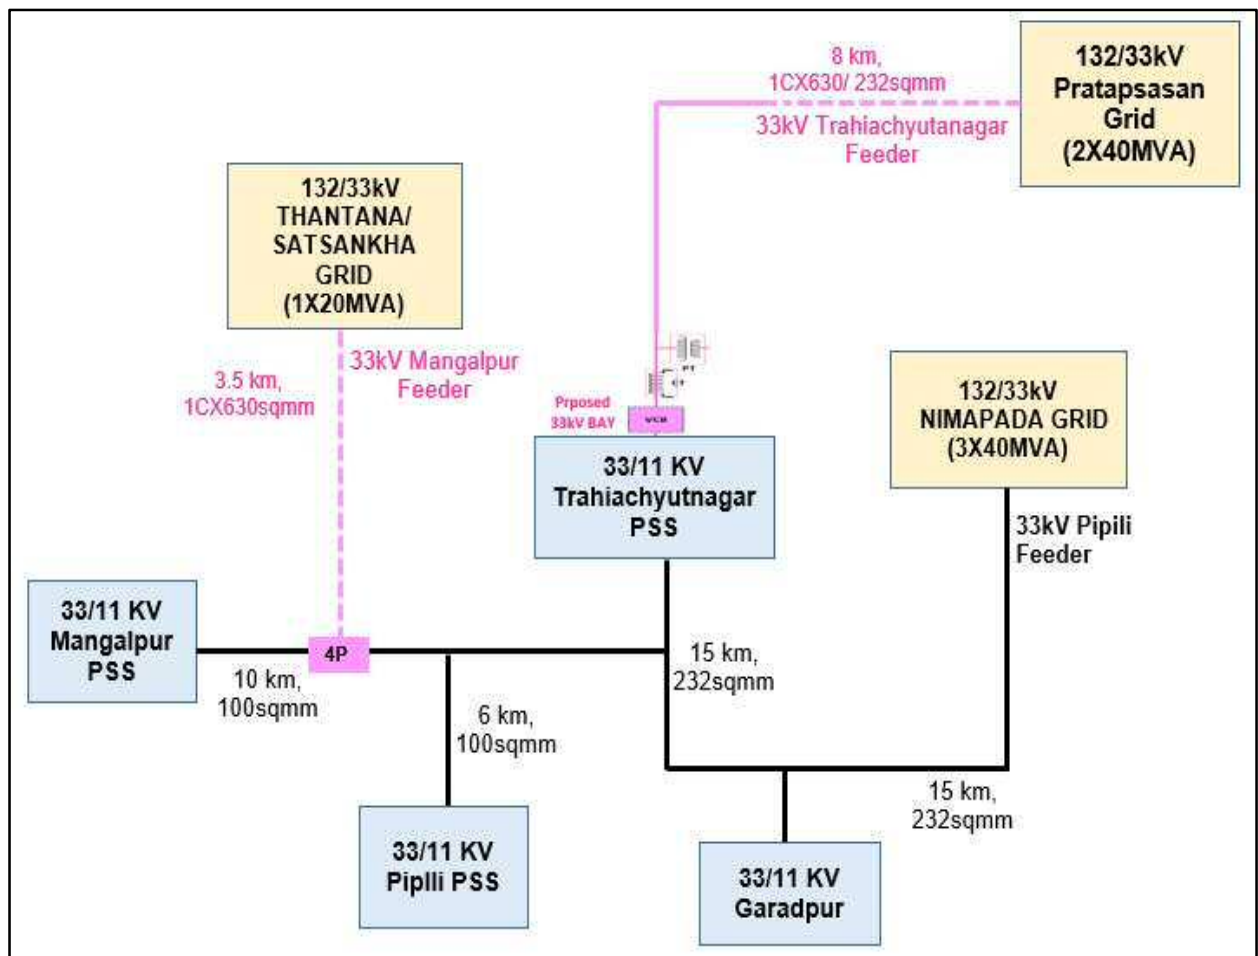 8 km,
1CX630/ 232sqmm
33kV Trahiachyutanagar
Feeder
132/33kV
Pratapsasan
Grid
(2X40MVA)
132/33kV
THANTANA/
SATSANKHA
GRID
(1X20MVA)
3.5 km,
1CX630sqmm
33kV Mangalpur
Feeder
PT
CT
Prposed
33kV BAY
VCB
33/11 KV
Trahiachyutnagar
PSS
132/33kV
NIMAPADA GRID
(3X40MVA)
33kV Pipili
Feeder
33/11 KV
Mangalpur
PSS
4P
10 km,
100sqmm
15 km,
232sqmm
6 km,
100sqmm
15 km,
232sqmm
33/11 KV
Piplli PSS
33/11 KV
Garadpur